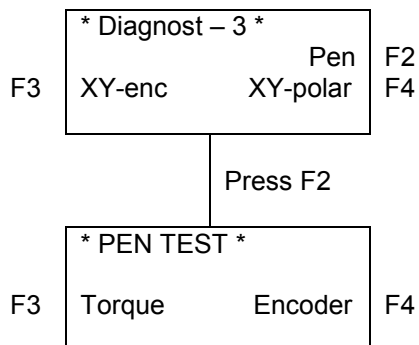 * Diagnost – 3 *
Pen F2
F3 XY-enc XY-polar F4
Press F2
* PEN TEST *
F3 Torque Encoder F4